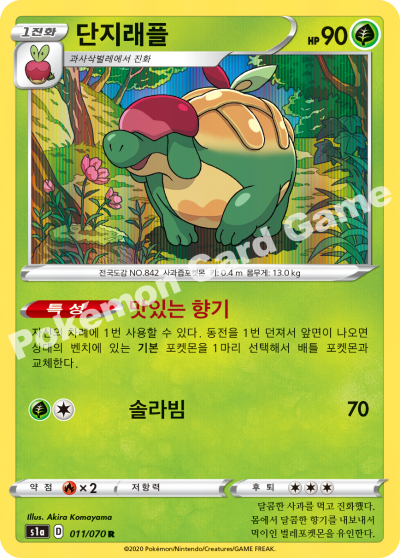 1진화
단지래플
HP 90
과사삭벌레에서 진화
전국도감 NO.842 사과즙포켓몬 키: 0.4 m 몸무게: 13.0 kg
Pokémon Card Game
특성 맛있는 향기
자신의 차례에 1번 사용할 수 있다. 동전을 1번 던져서 앞면이 나오면
상대의 벤치에 있는 기본 포켓몬을 1마리 선택해서 배틀 포켓몬과
교체한다.
솔라빔 70
약점 ×2 저항력 후퇴
Illus. Akira Komayama
s1a D 011/070 R
달콤한 사과를 먹고 진화했다.
몸에서 달콤한 향기를 내보내서
먹이인 벌레포켓몬을 유인한다.
©2020 Pokémon/Nintendo/Creatures/GAME FREAK.